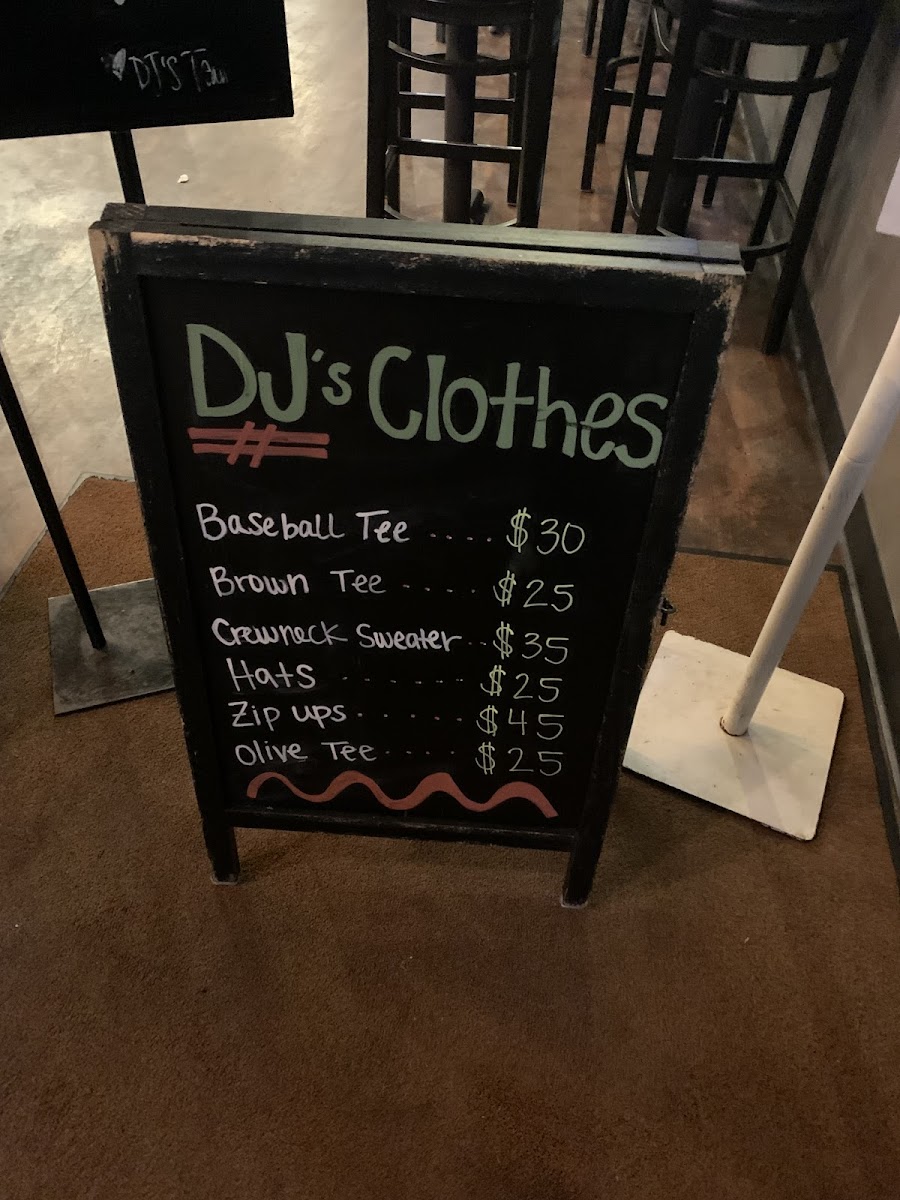 DJ'S
DJ's Clothes
Baseball Tee .... $30
Brown Tee .... $25
Crewneck Sweater .. $35
Hats ...... $25
Zip ups ...... $45
Olive Tee .... $25